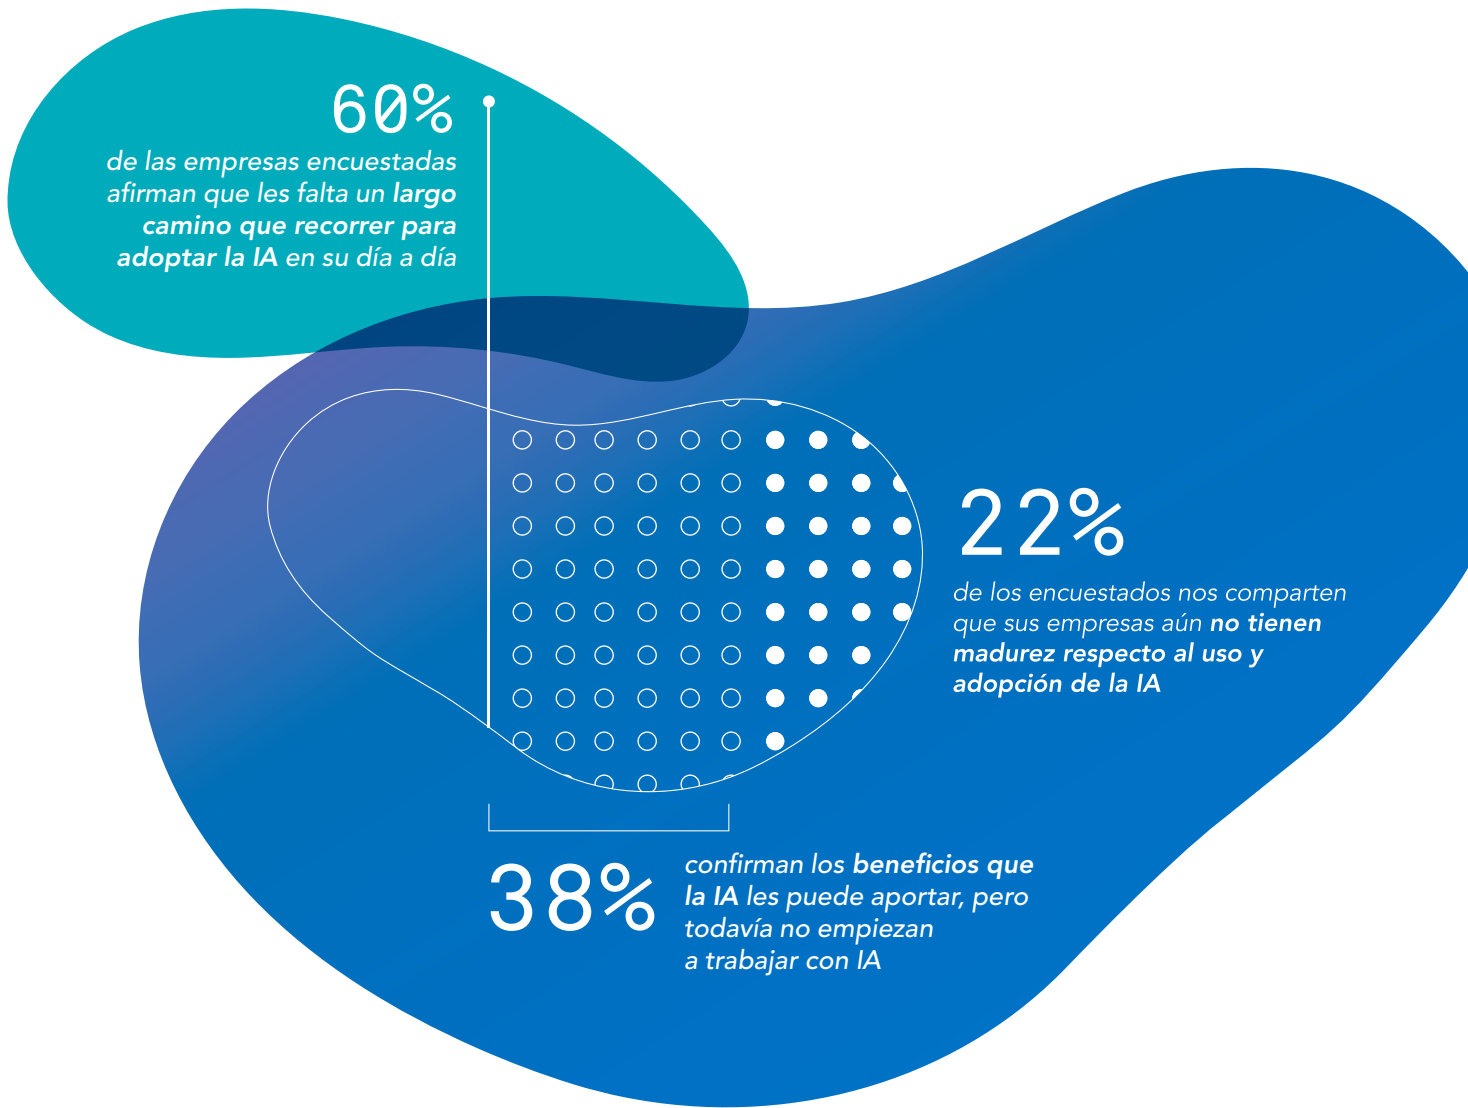 60%
de las empresas encuestadas
afirman que les falta un largo
camino que recorrer para
adoptar la IA en su día a día
22%
de los encuestados nos comparten
que sus empresas aún no tienen
madurez respecto al uso y
adopción de la IA
38%
confirman los beneficios que
la IA les puede aportar, pero
todavía no empiezan
a trabajar con IA